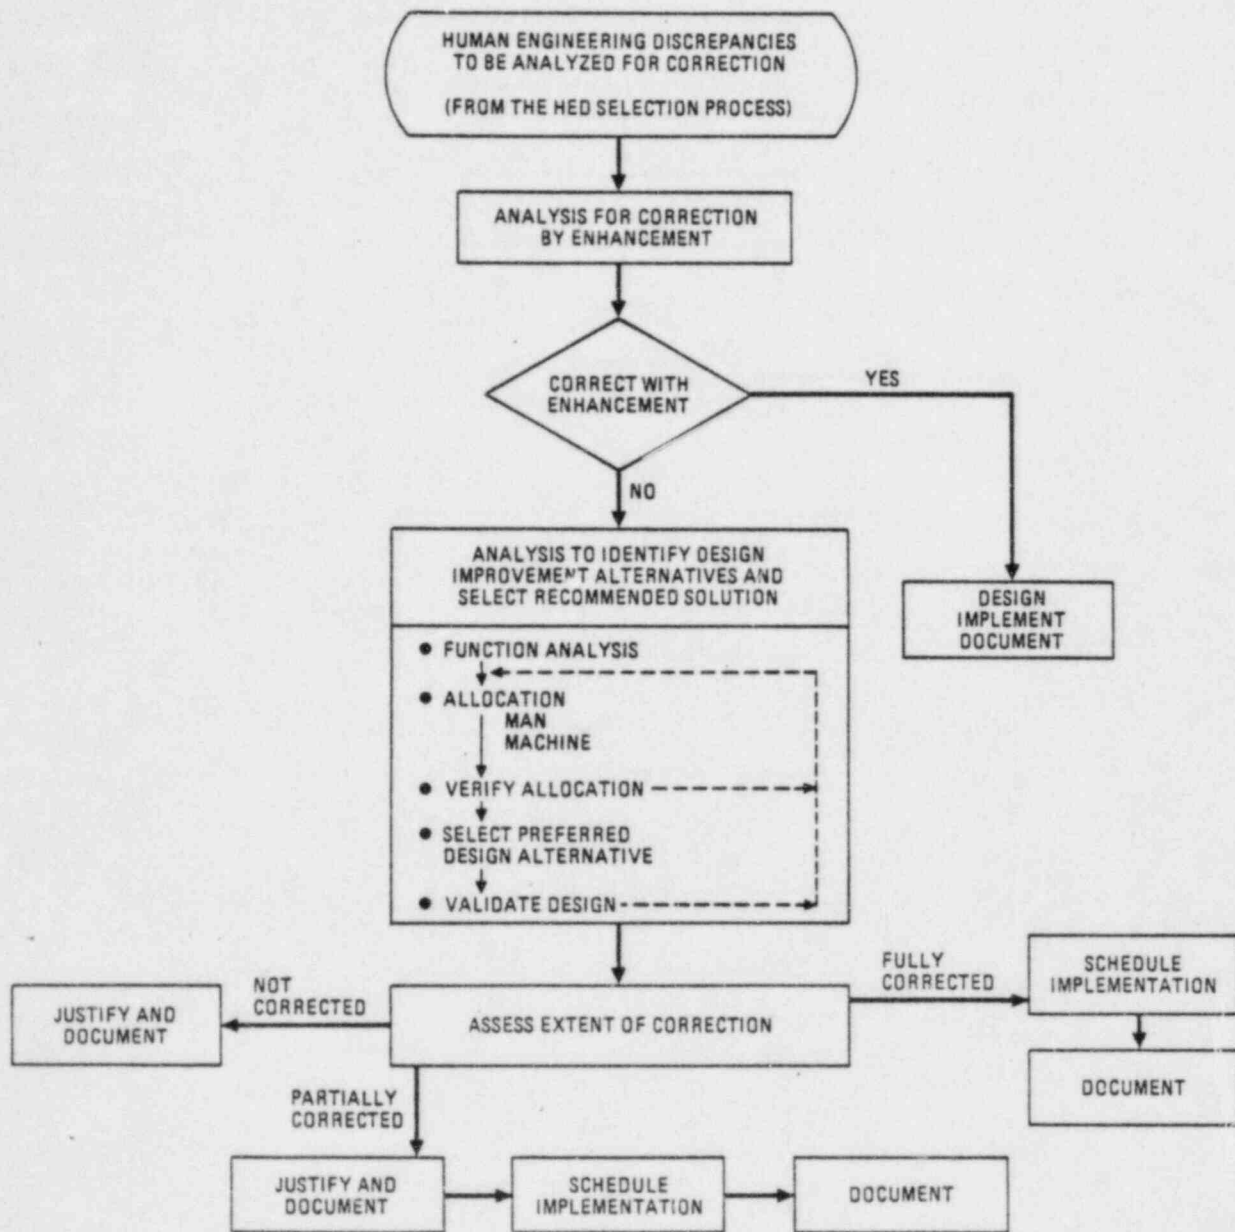 HUMAN ENGINEERING DISCREPANCIES
TO BE ANALYZED FOR CORRECTION
(FROM THE HED SELECTION PROCESS)
ANALYSIS FOR CORRECTION
BY ENHANCEMENT
CORRECT WITH
ENHANCEMENT
YES
NO
DESIGN
IMPLEMENT
DOCUMENT
ANALYSIS TO IDENTIFY DESIGN
IMPROVEMENT ALTERNATIVES AND
SELECT RECOMMENDED SOLUTION
● FUNCTION ANALYSIS
● ALLOCATION
MAN
MACHINE
● VERIFY ALLOCATION
● SELECT PREFERRED
DESIGN ALTERNATIVE
● VALIDATE DESIGN
ASSESS EXTENT OF CORRECTION
NOT
CORRECTED
JUSTIFY AND
DOCUMENT
FULLY
CORRECTED
SCHEDULE
IMPLEMENTATION
DOCUMENT
PARTIALLY
CORRECTED
JUSTIFY AND
DOCUMENT
SCHEDULE
IMPLEMENTATION
DOCUMENT